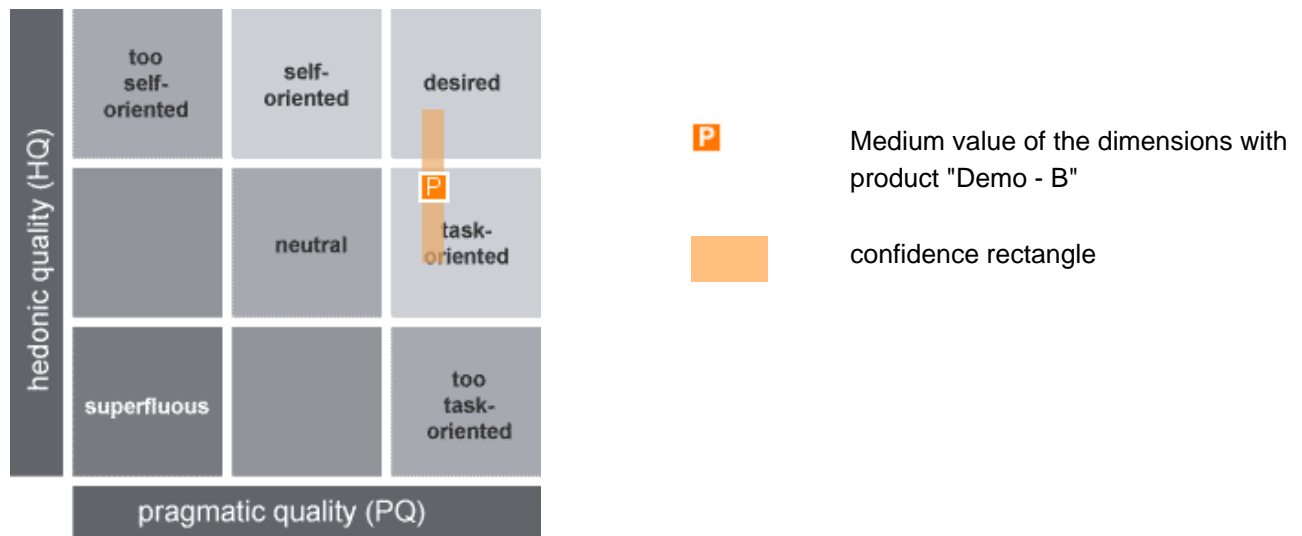 too
self-
oriented
self-
oriented
desired
P
neutral
task-
oriented
superfluous
too
task-
oriented
hedonic quality (HQ)
pragmatic quality (PQ)
P
Medium value of the dimensions with
product "Demo - B"
confidence rectangle